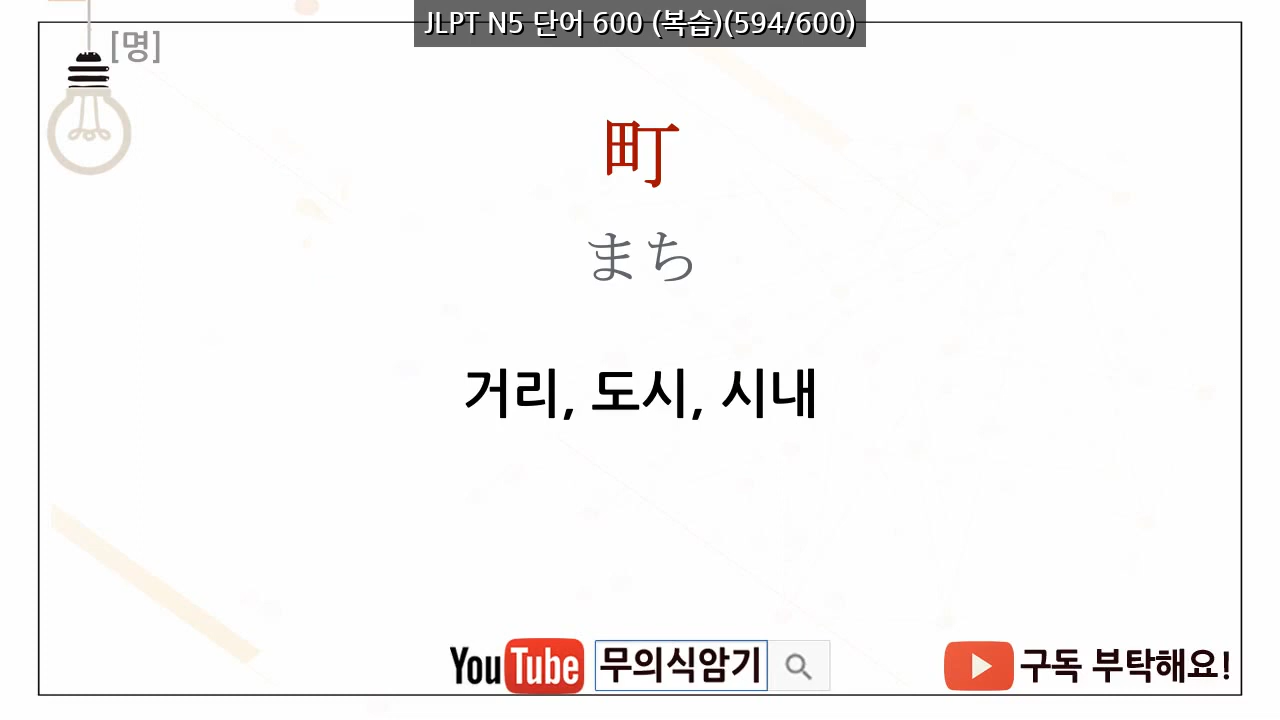 JLPT N5 단어 600 (복습)(594/600)
[명]
町
まち
거리, 도시, 시내
YouTube 무의식암기 구독 부탁해요!